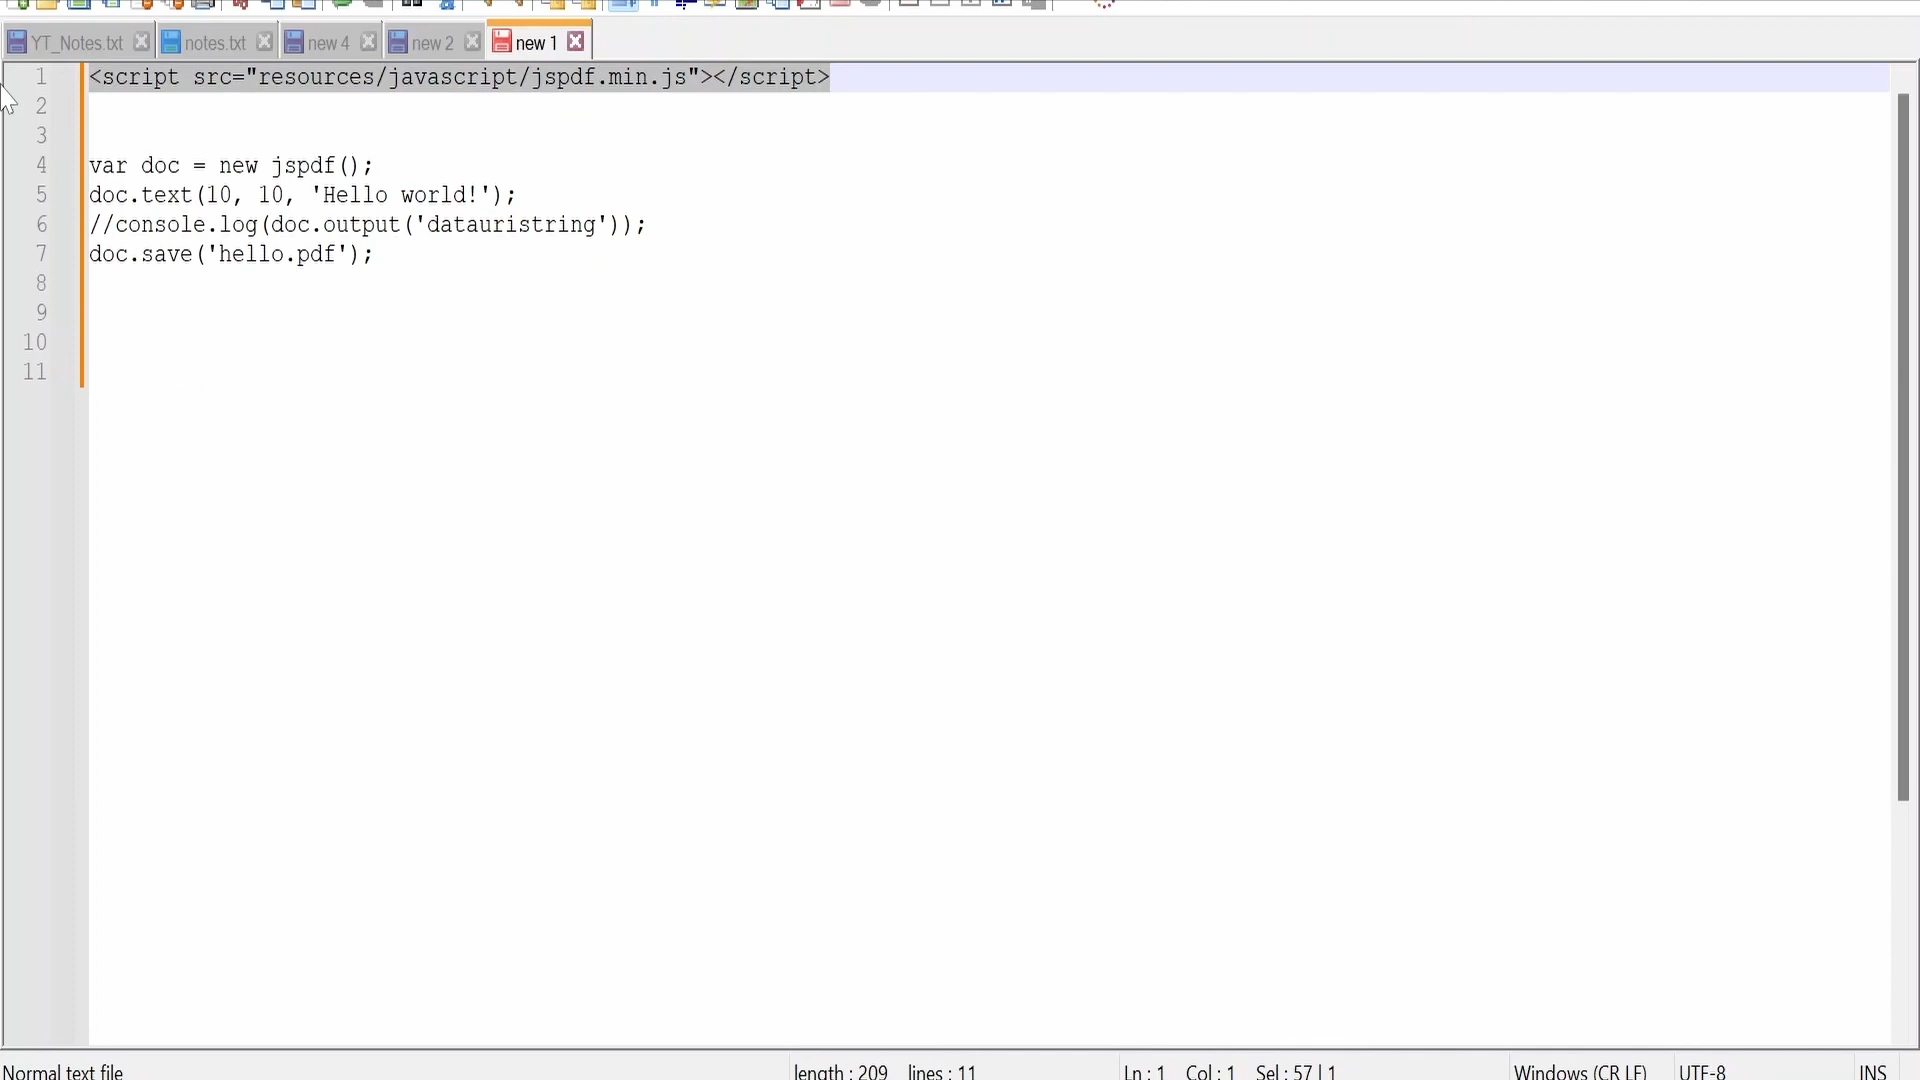 YT_Notes.txt notes.txt new 4 new 2 new 1
1 <script src="resources/javascript/jspdf.min.js"></script>
2
3
4 var doc = new jspdf();
5 doc.text(10, 10, 'Hello world!');
6 //console.log(doc.output('datauristring'));
7 doc.save('hello.pdf');
8
9
10
11
Normal text file length : 209 lines : 11 Ln : 1 Col : 1 Sel : 57 | 1 Windows (CR LF) UTF-8 INS